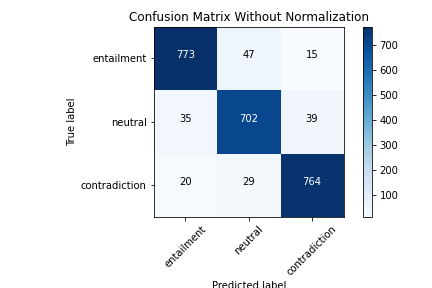 Confusion Matrix Without Normalization
True label
entailment 773 47 15
neutral 35 702 39
contradiction 20 29 764
entailment neutral contradiction
Predicted label
700
600
500
400
300
200
100